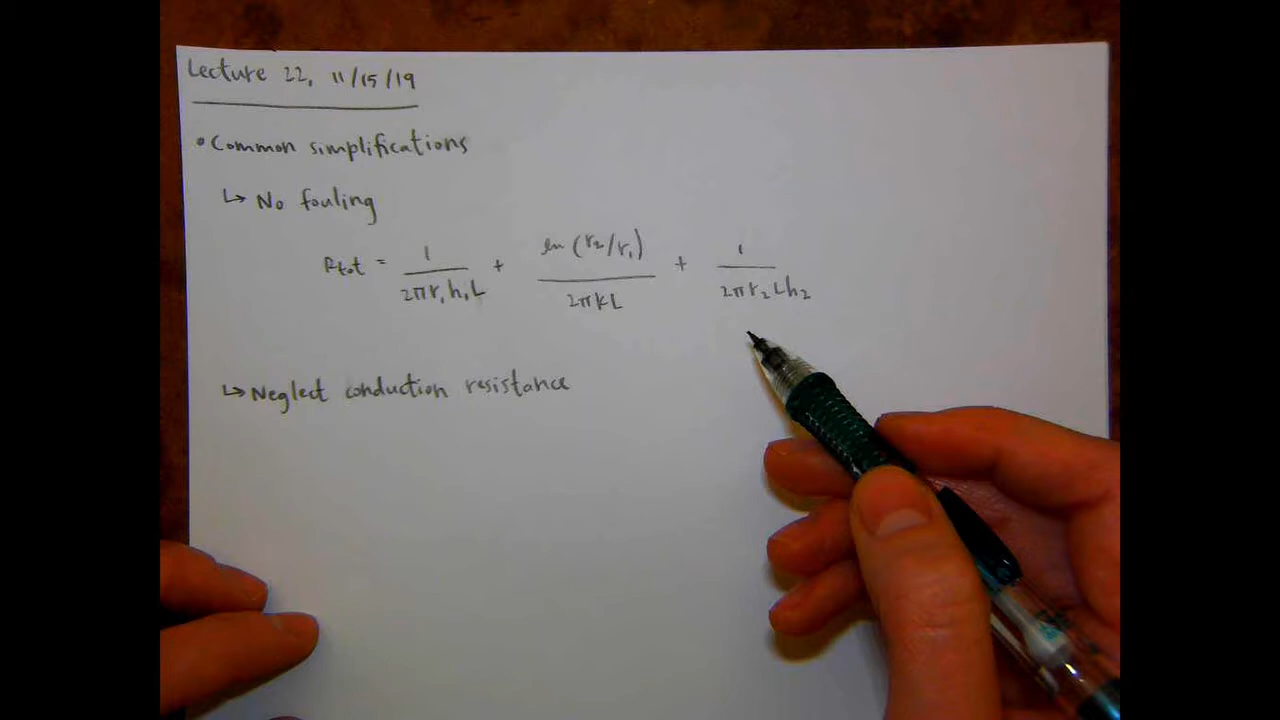 Lecture 22, 11/15/19
• Common simplifications
↳ No fouling
Rtot = 1/(2πr₁h₁L) + ln(r₂/r₁)/(2πkL) + 1/(2πr₂Lh₂)
↳ Neglect conduction resistance